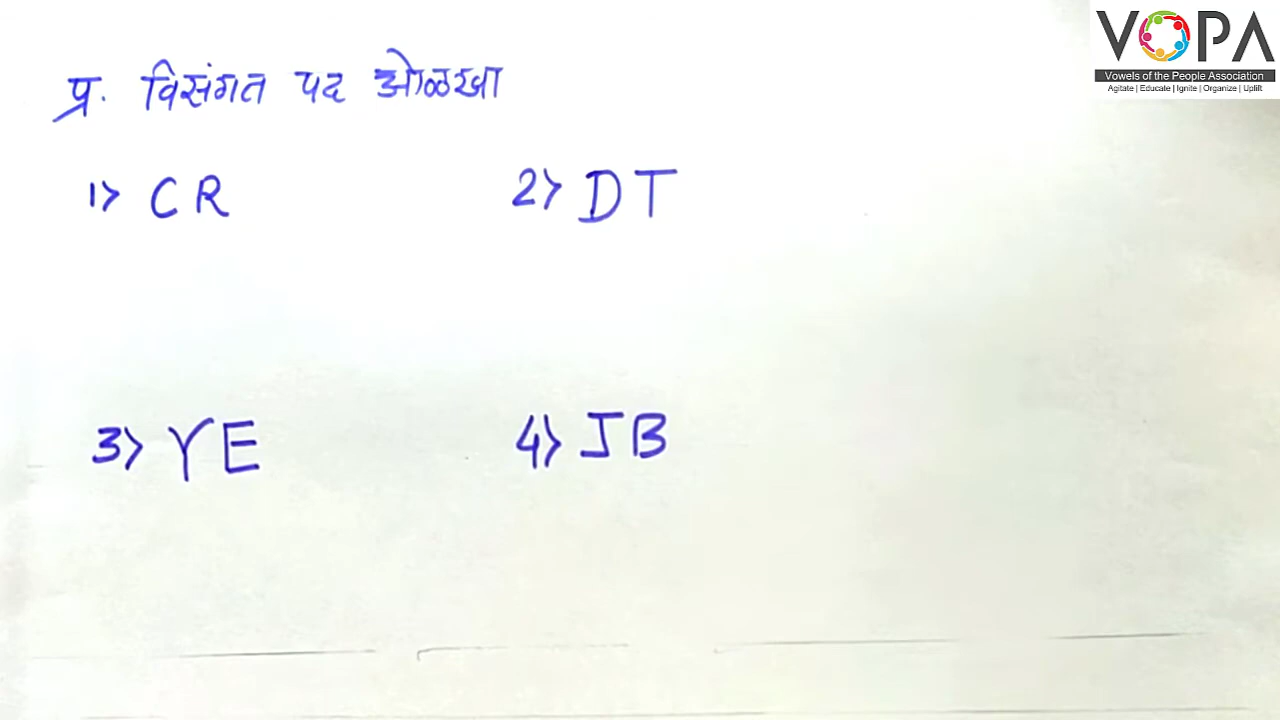 VOPA
Vowels of the People Association
Agitate | Educate | Ignite | Organize | Uplift
प्र. विसंगत पद ओळखा
1> CR 2> DT
3> YE 4> JB